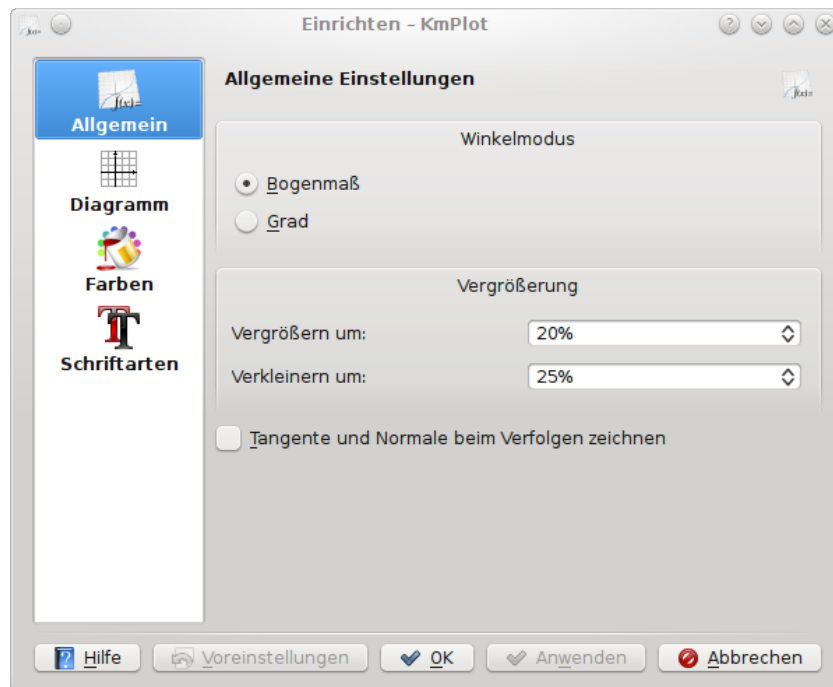 Einrichten – KmPlot
Allgemein
Diagramm
Farben
Schriftarten
Allgemeine Einstellungen
Winkelmodus
Bogenmaß
Grad
Vergrößerung
Vergrößern um: 20%
Verkleinern um: 25%
Tangente und Normale beim Verfolgen zeichnen
Hilfe Voreinstellungen OK Anwenden Abbrechen